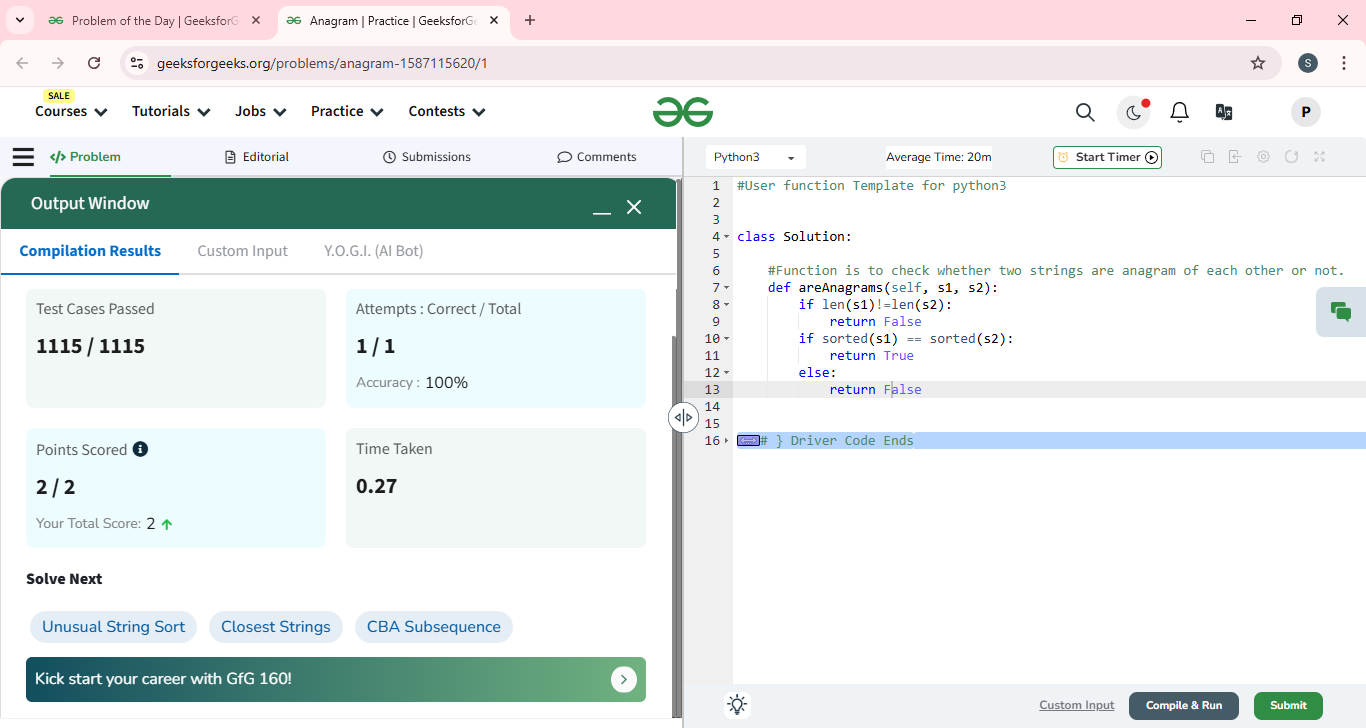 Problem of the Day | GeeksforG
Anagram | Practice | GeeksforGe
geeksforgeeks.org/problems/anagram-1587115620/1
S
SALE
Courses Tutorials Jobs Practice Contests
P
Problem Editorial Submissions Comments
Python3 Average Time: 20m Start Timer
Output Window
Compilation Results Custom Input Y.O.G.I. (AI Bot)
Test Cases Passed
1115 / 1115
Attempts : Correct / Total
1 / 1
Accuracy : 100%
Points Scored
2 / 2
Your Total Score: 2
Time Taken
0.27
Solve Next
Unusual String Sort Closest Strings CBA Subsequence
Kick start your career with GfG 160!
1 #User function Template for python3
2
3
4 class Solution:
5
6 #Function is to check whether two strings are anagram of each other or not.
7 def areAnagrams(self, s1, s2):
8 if len(s1)!=len(s2):
9 return False
10 if sorted(s1) == sorted(s2):
11 return True
12 else:
13 return False
14
15
16 # } Driver Code Ends
Custom Input Compile & Run Submit